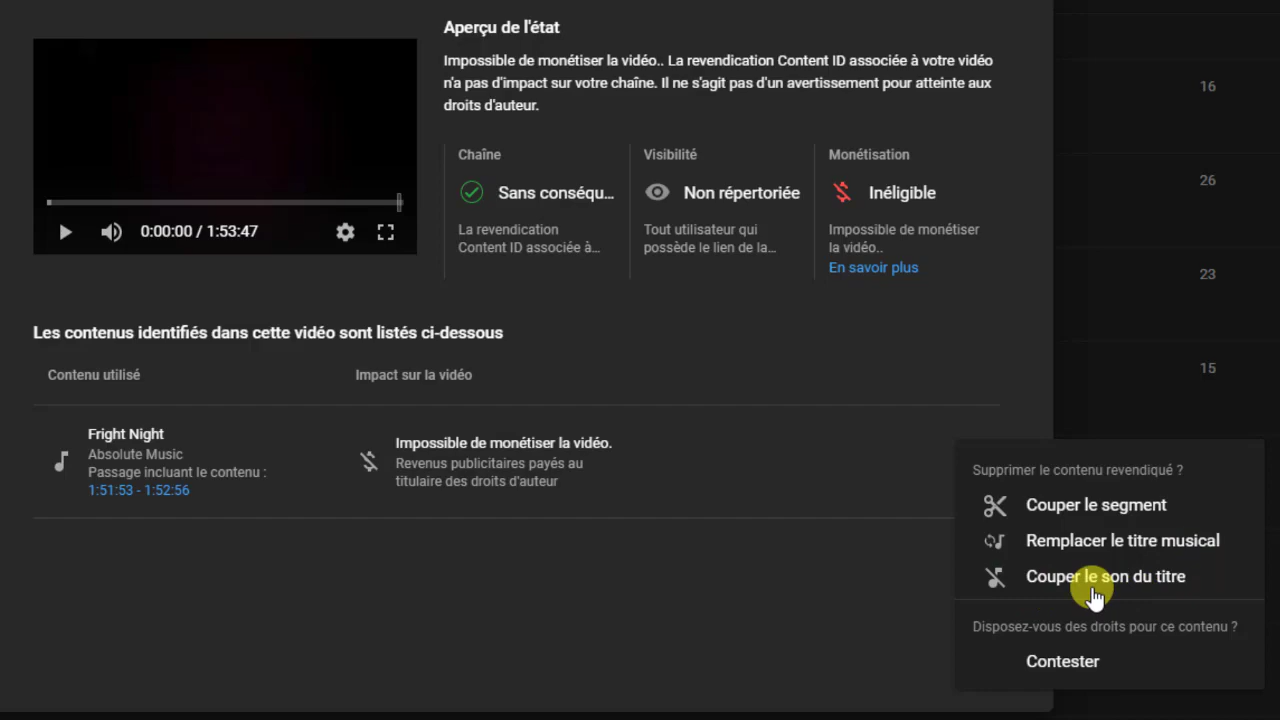 Aperçu de l'état
Impossible de monétiser la vidéo.. La revendication Content ID associée à votre vidéo
n'a pas d'impact sur votre chaîne. Il ne s'agit pas d'un avertissement pour atteinte aux
droits d'auteur.
16
Chaîne
Visibilité
Monétisation
26
Sans conséqu...
Non répertoriée
Inéligible
0:00:00 / 1:53:47
La revendication
Content ID associée à...
Tout utilisateur qui
possède le lien de la...
Impossible de monétiser
la vidéo..
En savoir plus
23
Les contenus identifiés dans cette vidéo sont listés ci-dessous
15
Contenu utilisé
Impact sur la vidéo
Fright Night
Absolute Music
Passage incluant le contenu :
1:51:53 - 1:52:56
Impossible de monétiser la vidéo.
Revenus publicitaires payés au
titulaire des droits d'auteur
Supprimer le contenu revendiqué ?
Couper le segment
Remplacer le titre musical
Couper le son du titre
Disposez-vous des droits pour ce contenu ?
Contester